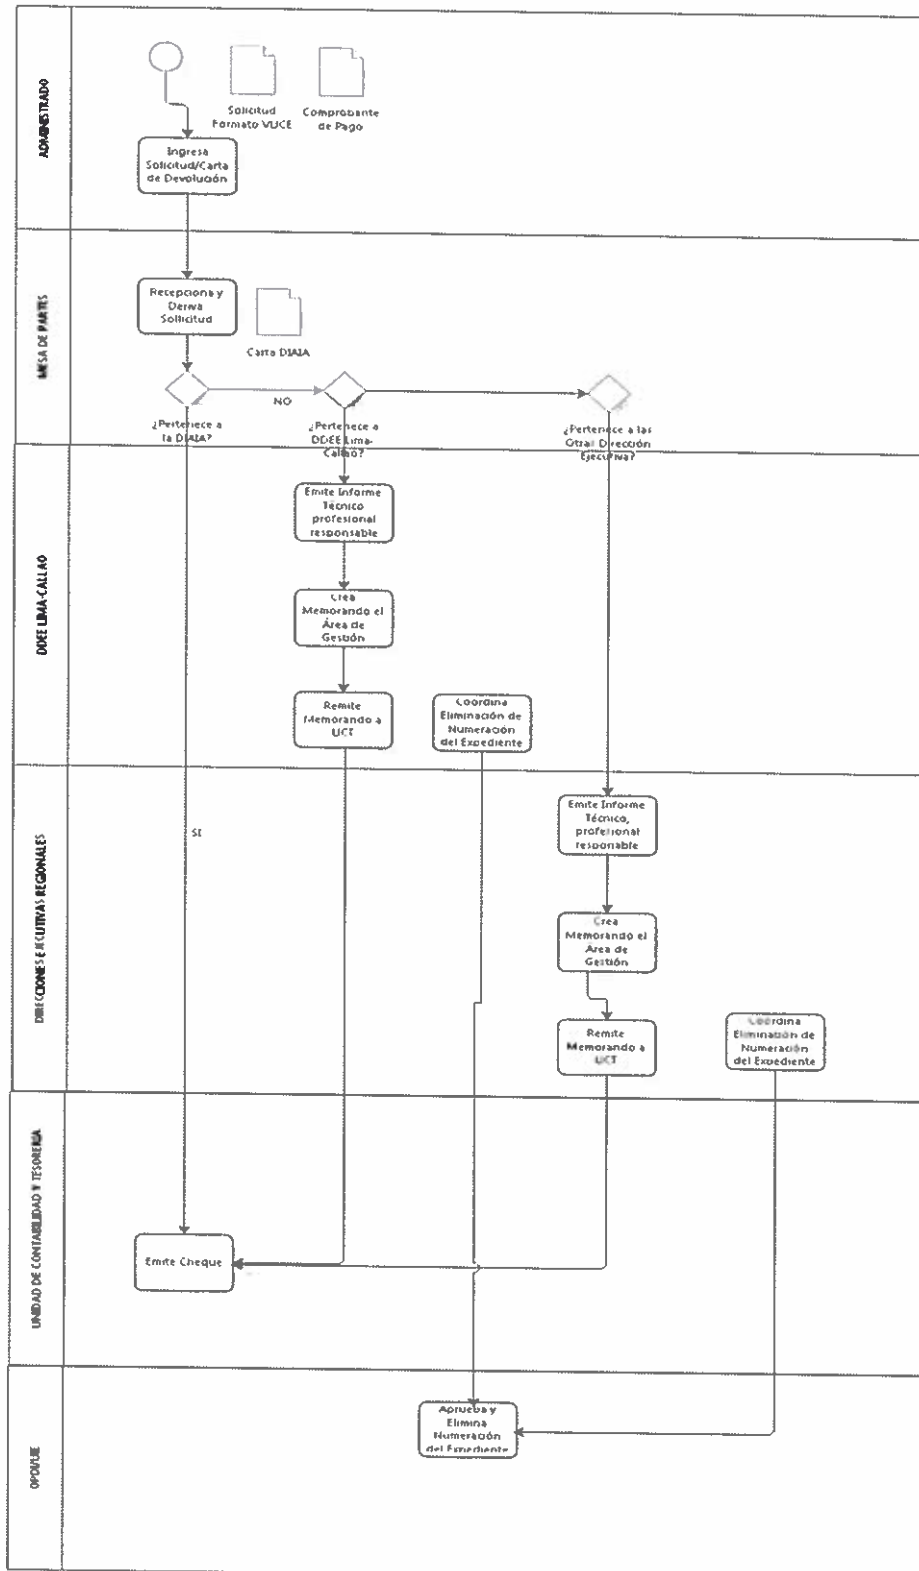 ADMINISTRADO
Solicitud
Formato VUCE
Comprobante
de Pago
Ingresa
Solicitud/Carta
de Devolución
MESA DE PARTES
Recepciona y
Deriva
Sollicitud
Carta DIAIA
NO
¿Pertenece a
la DIAIA?
¿Pertenece a
DDEE Lima-
Callao?
¿Pertenece a las
Otras Dirección
Ejecutiva?
DDEE LIMA-CALLAO
Emite Informe
Técnico
profesional
responsable
Crea
Memorando el
Área de
Gestión
Remite
Memorando a
UCT
Coordina
Eliminación de
Numeración
del Expediente
DIRECCIONES EJECUTIVAS REGIONALES
SI
Emite Informe
Técnico,
profesional
responsable
Crea
Memorando el
Área de
Gestión
Remite
Memorando a
UCT
Coordina
Eliminación de
Numeración
del Expediente
UNIDAD DE CONTABILIDAD Y TESORERIA
Emite Cheque
OPDI/UIE
Aprueba y
Elimina
Numeración
del Expediente